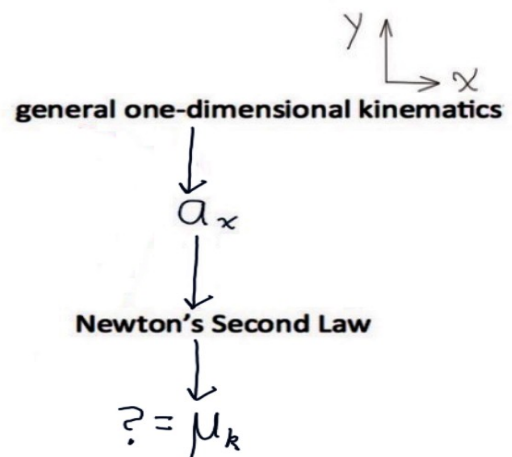 y
x
general one-dimensional kinematics
aₓ
Newton's Second Law
? = μₖ